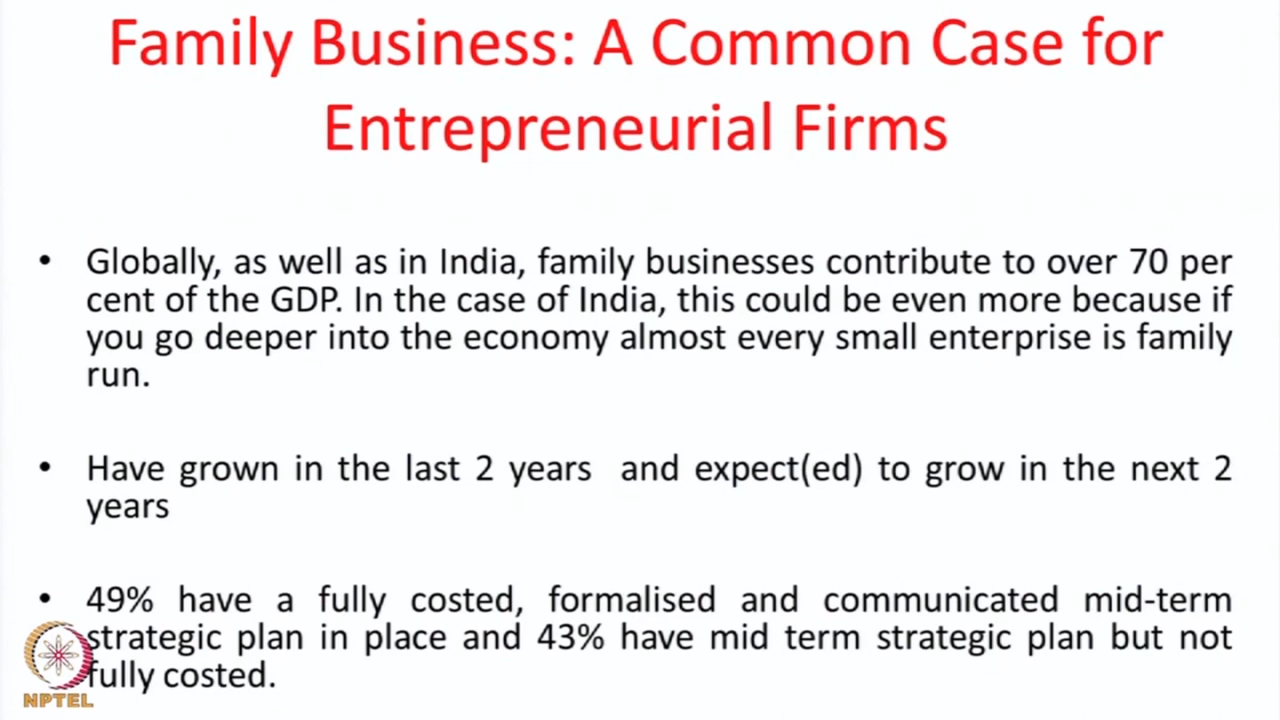 Family Business: A Common Case for
Entrepreneurial Firms
• Globally, as well as in India, family businesses contribute to over 70 per
cent of the GDP. In the case of India, this could be even more because if
you go deeper into the economy almost every small enterprise is family
run.
• Have grown in the last 2 years and expect(ed) to grow in the next 2
years
• 49% have a fully costed, formalised and communicated mid-term
strategic plan in place and 43% have mid term strategic plan but not
fully costed.
NPTEL